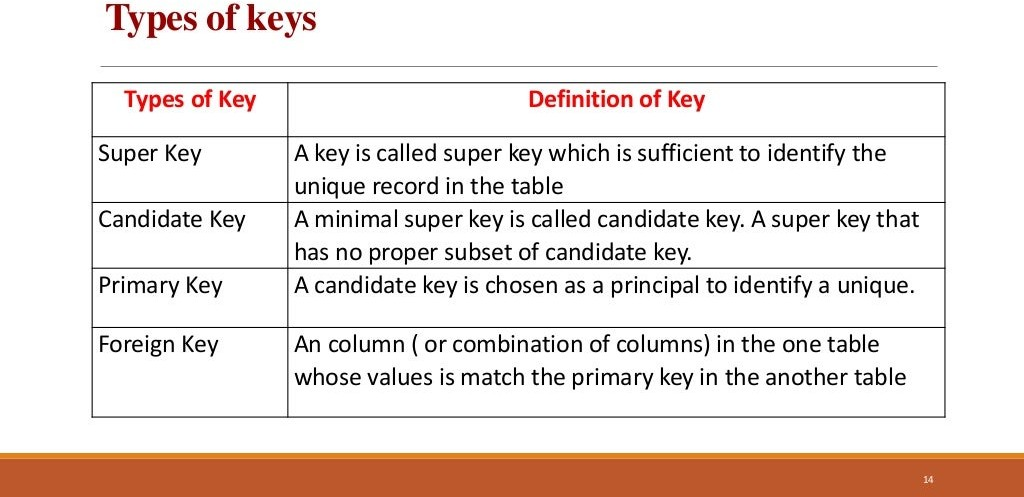 Types of keys
Types of Key
Definition of Key
Super Key
A key is called super key which is sufficient to identify the
unique record in the table
Candidate Key
A minimal super key is called candidate key. A super key that
has no proper subset of candidate key.
Primary Key
A candidate key is chosen as a principal to identify a unique.
Foreign Key
An column ( or combination of columns) in the one table
whose values is match the primary key in the another table
14